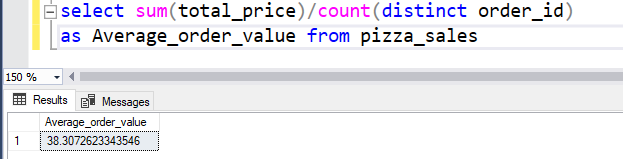 select sum(total_price)/count(distinct order_id)
as Average_order_value from pizza_sales
150 %
Results Messages
Average_order_value
1 38.3072623343546